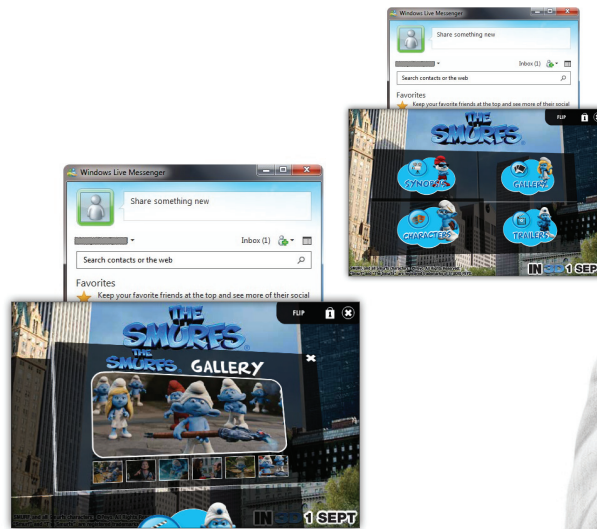 Windows Live Messenger
Share something new
Inbox (1)
Search contacts or the web
Favorites
Keep your favorite friends at the top and see more of their social
FLIP
THE
SMURFS
SYNOPSIS
GALLERY
CHARACTERS
TRAILERS
IN 3D 1 SEPT
Windows Live Messenger
Share something new
Inbox (1)
Search contacts or the web
Favorites
Keep your favorite friends at the top and see more of their social
FLIP
THE
SMURFS
THE
SMURFS GALLERY
IN 3D 1 SEPT